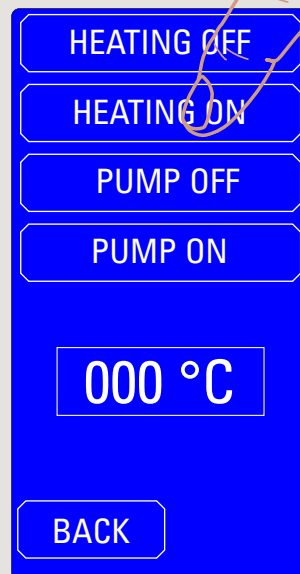 HEATING OFF
HEATING ON
PUMP OFF
PUMP ON
000 °C
BACK